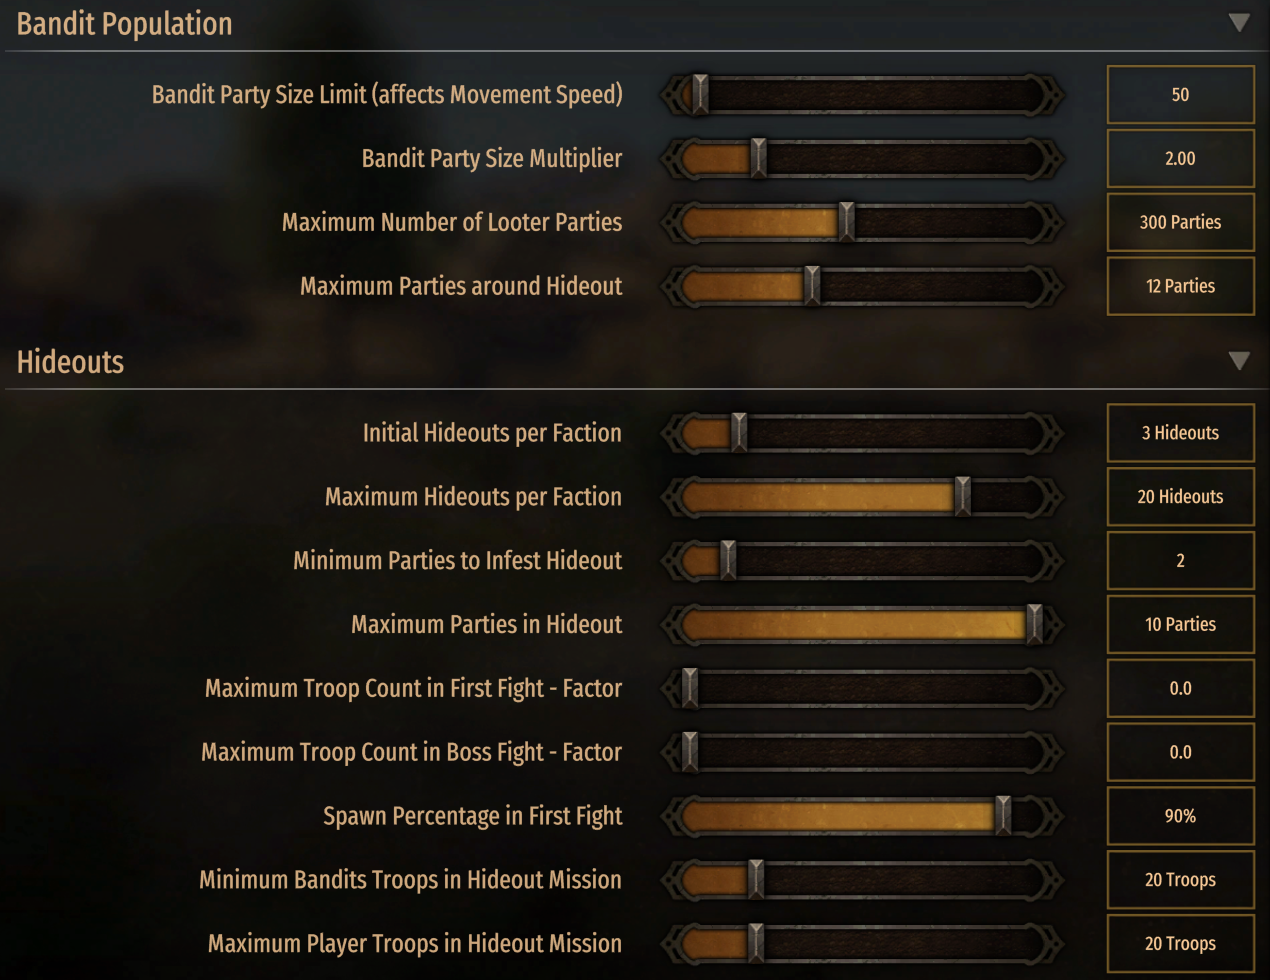 Bandit Population
Bandit Party Size Limit (affects Movement Speed) 50
Bandit Party Size Multiplier 2.00
Maximum Number of Looter Parties 300 Parties
Maximum Parties around Hideout 12 Parties
Hideouts
Initial Hideouts per Faction 3 Hideouts
Maximum Hideouts per Faction 20 Hideouts
Minimum Parties to Infest Hideout 2
Maximum Parties in Hideout 10 Parties
Maximum Troop Count in First Fight - Factor 0.0
Maximum Troop Count in Boss Fight - Factor 0.0
Spawn Percentage in First Fight 90%
Minimum Bandits Troops in Hideout Mission 20 Troops
Maximum Player Troops in Hideout Mission 20 Troops